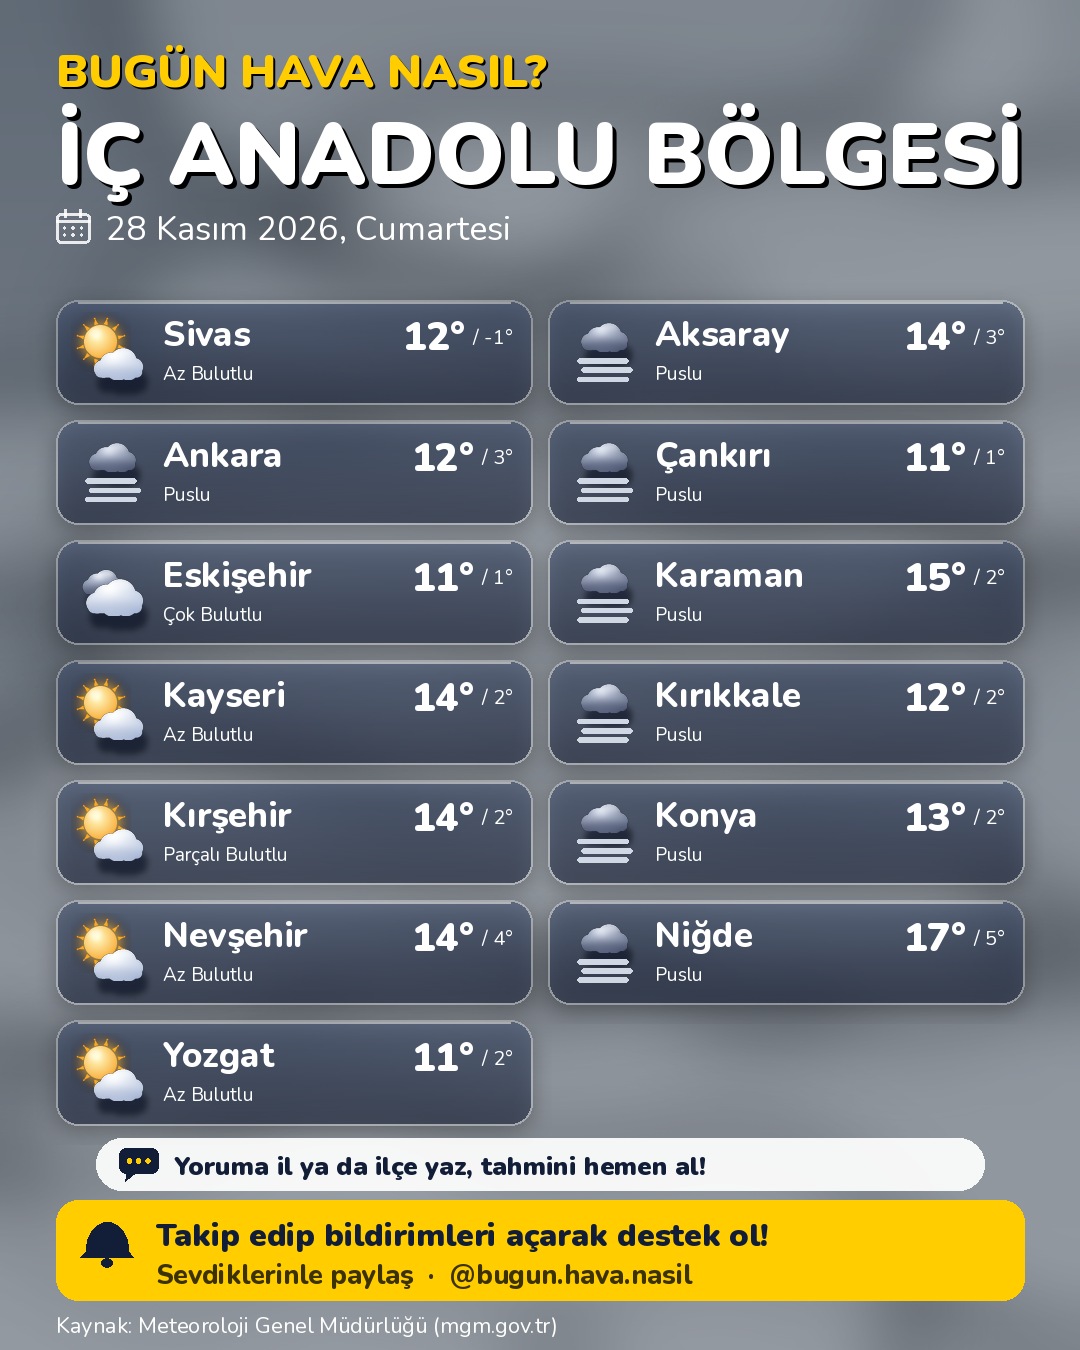 BUGÜN HAVA NASIL?
İÇ ANADOLU BÖLGESİ
28 Kasım 2026, Cumartesi
Sivas 12° / -1°
Az Bulutlu
Ankara 12° / 3°
Puslu
Eskişehir 11° / 1°
Çok Bulutlu
Kayseri 14° / 2°
Az Bulutlu
Kırşehir 14° / 2°
Parçalı Bulutlu
Nevşehir 14° / 4°
Az Bulutlu
Yozgat 11° / 2°
Az Bulutlu
Aksaray 14° / 3°
Puslu
Çankırı 11° / 1°
Puslu
Karaman 15° / 2°
Puslu
Kırıkkale 12° / 2°
Puslu
Konya 13° / 2°
Puslu
Niğde 17° / 5°
Puslu
Yoruma il ya da ilçe yaz, tahmini hemen al!
Takip edip bildirimleri açarak destek ol!
Sevdiklerinle paylaş · @bugun.hava.nasil
Kaynak: Meteoroloji Genel Müdürlüğü (mgm.gov.tr)